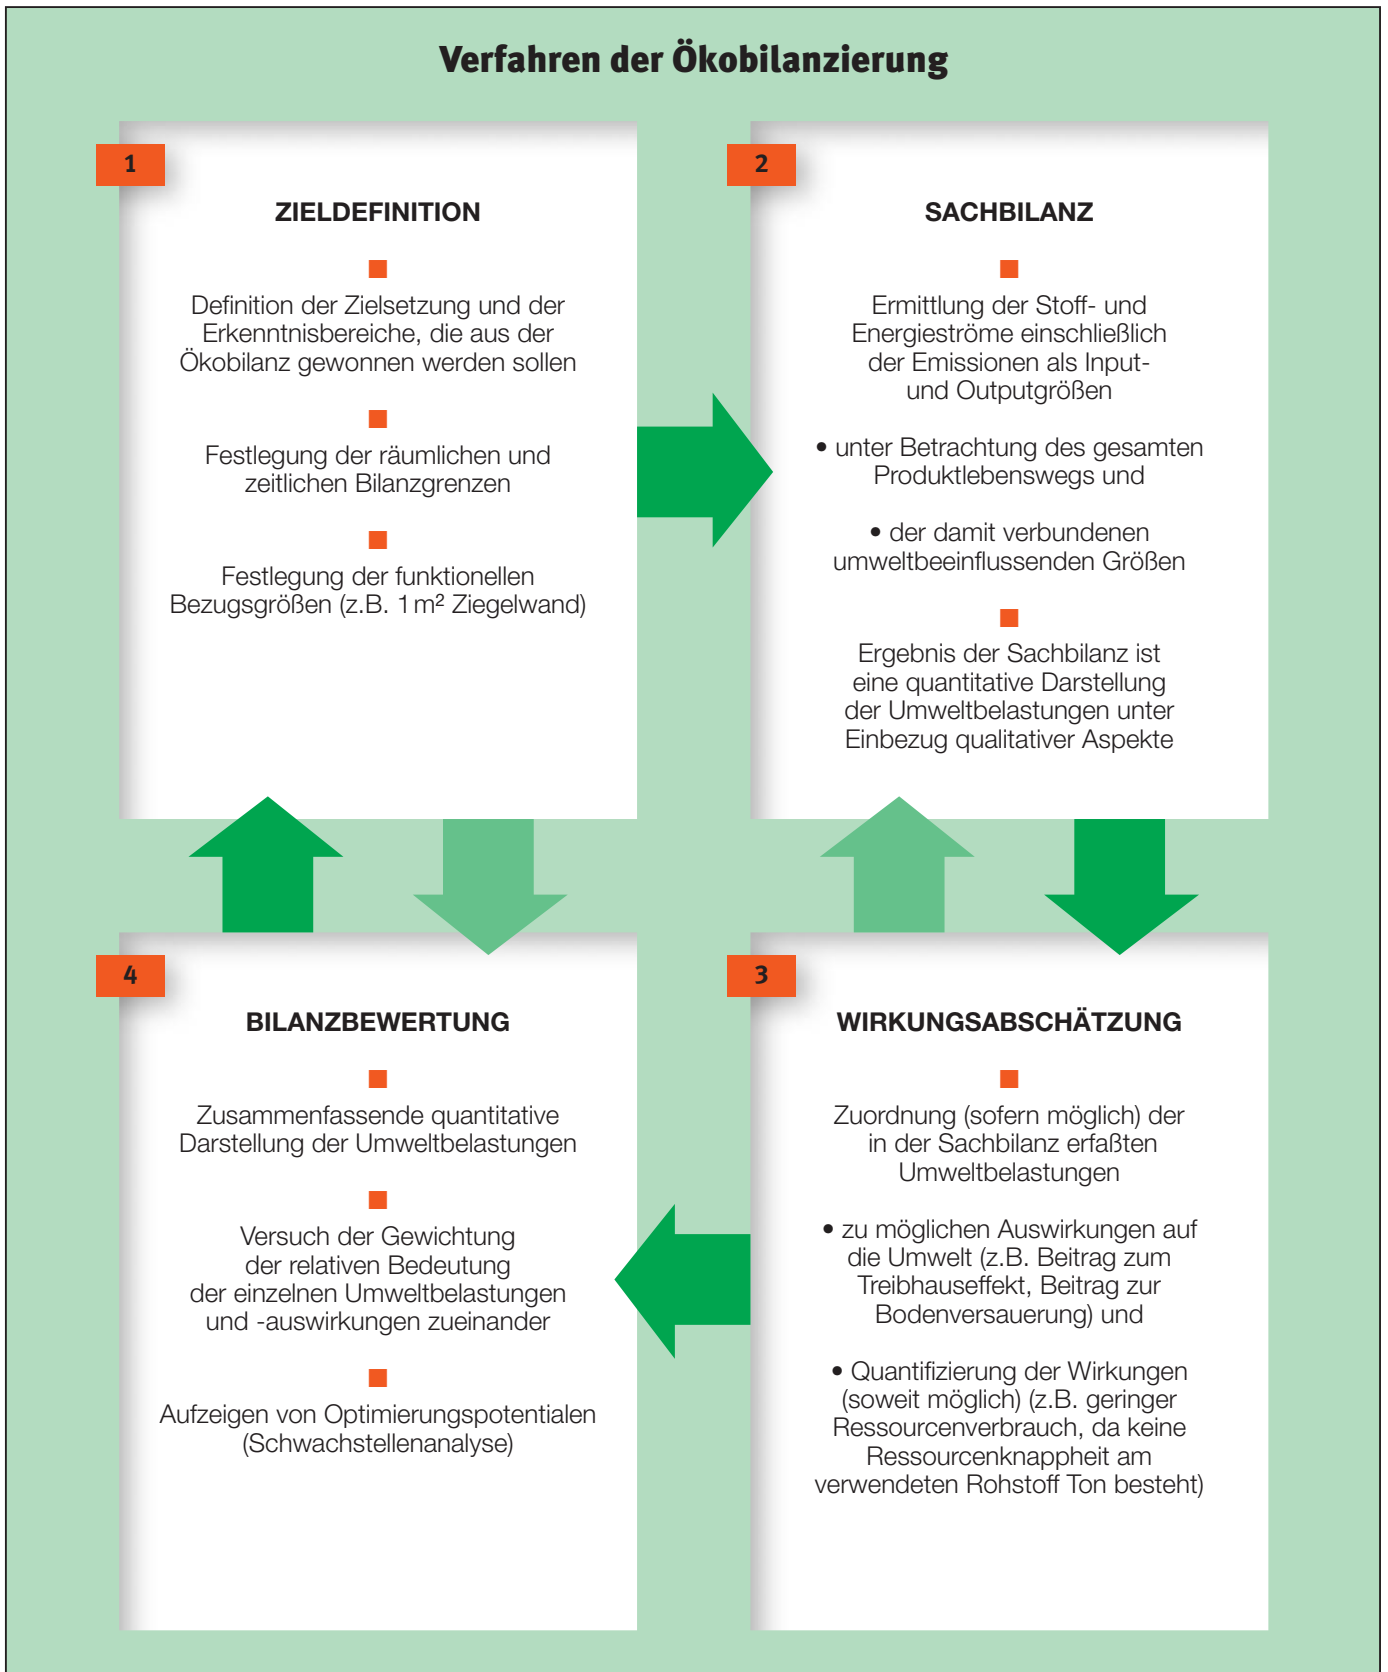 Verfahren der Ökobilanzierung
1
ZIELDEFINITION
Definition der Zielsetzung und der
Erkenntnisbereiche, die aus der
Ökobilanz gewonnen werden sollen
Festlegung der räumlichen und
zeitlichen Bilanzgrenzen
Festlegung der funktionellen
Bezugsgrößen (z.B. 1 m² Ziegelwand)
2
SACHBILANZ
Ermittlung der Stoff- und
Energieströme einschließlich
der Emissionen als Input-
und Outputgrößen
• unter Betrachtung des gesamten
Produktlebenswegs und
• der damit verbundenen
umweltbeeinflussenden Größen
Ergebnis der Sachbilanz ist
eine quantitative Darstellung
der Umweltbelastungen unter
Einbezug qualitativer Aspekte
3
WIRKUNGSABSCHÄTZUNG
Zuordnung (sofern möglich) der
in der Sachbilanz erfaßten
Umweltbelastungen
• zu möglichen Auswirkungen auf
die Umwelt (z.B. Beitrag zum
Treibhauseffekt, Beitrag zur
Bodenversauerung) und
• Quantifizierung der Wirkungen
(soweit möglich) (z.B. geringer
Ressourcenverbrauch, da keine
Ressourcenknappheit am
verwendeten Rohstoff Ton besteht)
4
BILANZBEWERTUNG
Zusammenfassende quantitative
Darstellung der Umweltbelastungen
Versuch der Gewichtung
der relativen Bedeutung
der einzelnen Umweltbelastungen
und -auswirkungen zueinander
Aufzeigen von Optimierungspotentialen
(Schwachstellenanalyse)